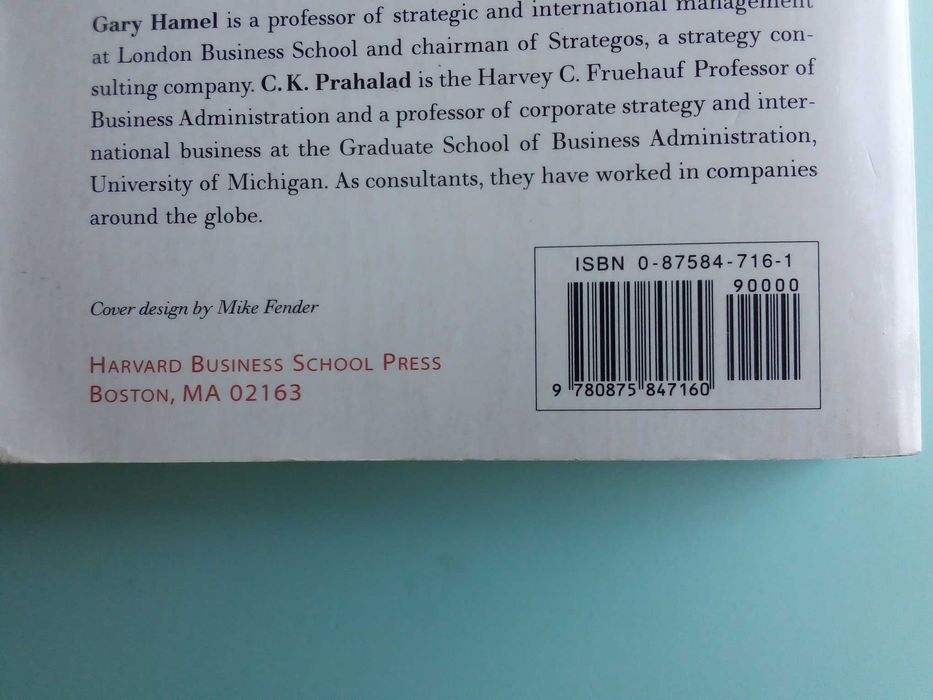 Gary Hamel is a professor of strategic and international management
at London Business School and chairman of Strategos, a strategy con-
sulting company. C. K. Prahalad is the Harvey C. Fruehauf Professor of
Business Administration and a professor of corporate strategy and inter-
national business at the Graduate School of Business Administration,
University of Michigan. As consultants, they have worked in companies
around the globe.
Cover design by Mike Fender
HARVARD BUSINESS SCHOOL PRESS
BOSTON, MA 02163
ISBN 0-87584-716-1
90000
9 780875 847160